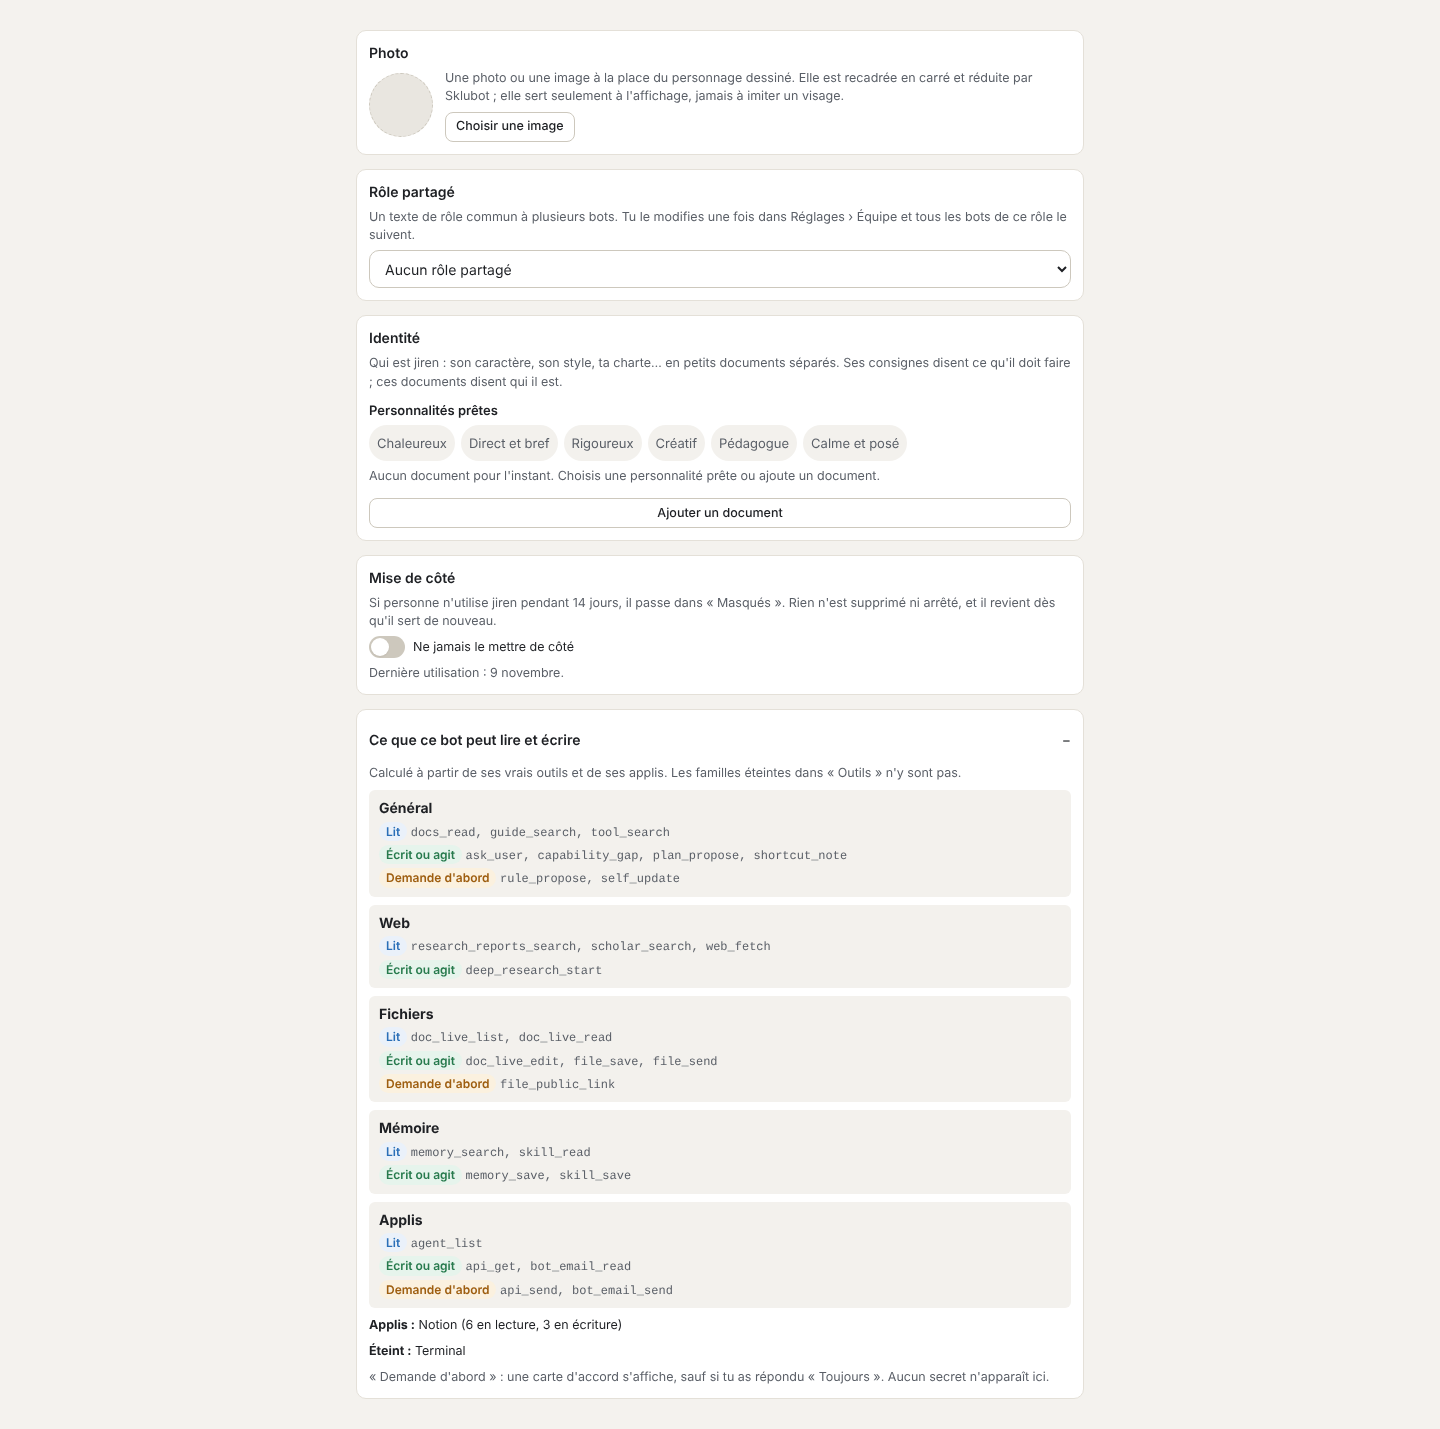 Photo
Une photo ou une image à la place du personnage dessiné. Elle est recadrée en carré et réduite par
Sklubot ; elle sert seulement à l'affichage, jamais à imiter un visage.
Choisir une image
Rôle partagé
Un texte de rôle commun à plusieurs bots. Tu le modifies une fois dans Réglages › Équipe et tous les bots de ce rôle le
suivent.
Aucun rôle partagé
Identité
Qui est jiren : son caractère, son style, ta charte… en petits documents séparés. Ses consignes disent ce qu'il doit faire
; ces documents disent qui il est.
Personnalités prêtes
Chaleureux Direct et bref Rigoureux Créatif Pédagogue Calme et posé
Aucun document pour l'instant. Choisis une personnalité prête ou ajoute un document.
Ajouter un document
Mise de côté
Si personne n'utilise jiren pendant 14 jours, il passe dans « Masqués ». Rien n'est supprimé ni arrêté, et il revient dès
qu'il sert de nouveau.
Ne jamais le mettre de côté
Dernière utilisation : 9 novembre.
Ce que ce bot peut lire et écrire –
Calculé à partir de ses vrais outils et de ses applis. Les familles éteintes dans « Outils » n'y sont pas.
Général
Lit docs_read, guide_search, tool_search
Écrit ou agit ask_user, capability_gap, plan_propose, shortcut_note
Demande d'abord rule_propose, self_update
Web
Lit research_reports_search, scholar_search, web_fetch
Écrit ou agit deep_research_start
Fichiers
Lit doc_live_list, doc_live_read
Écrit ou agit doc_live_edit, file_save, file_send
Demande d'abord file_public_link
Mémoire
Lit memory_search, skill_read
Écrit ou agit memory_save, skill_save
Applis
Lit agent_list
Écrit ou agit api_get, bot_email_read
Demande d'abord api_send, bot_email_send
Applis : Notion (6 en lecture, 3 en écriture)
Éteint : Terminal
« Demande d'abord » : une carte d'accord s'affiche, sauf si tu as répondu « Toujours ». Aucun secret n'apparaît ici.